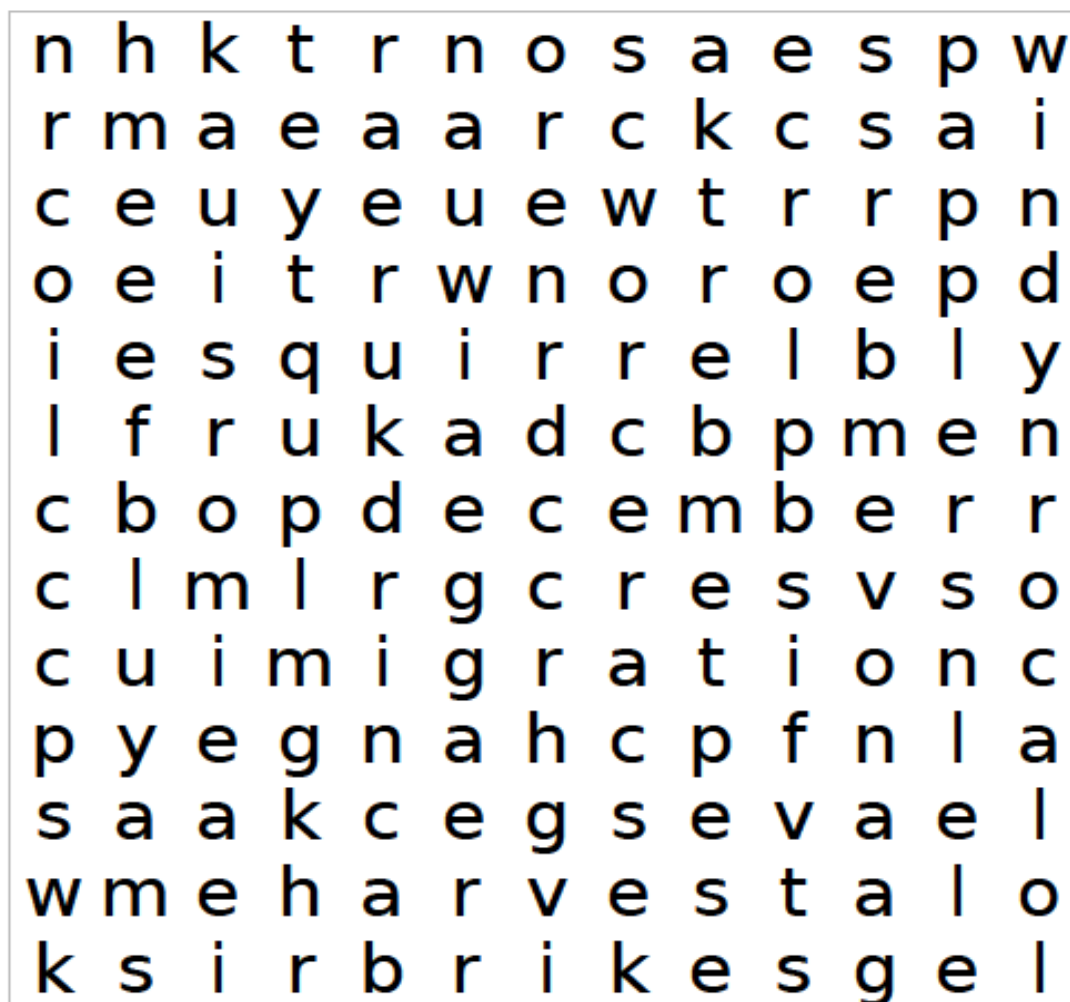 n h k t r n o s a e s p w
r m a e a a r c k c s a i
c e u y e u e w t r r p n
o e i t r w n o r o e p d
i e s q u i r r e l b l y
l f r u k a d c b p m e n
c b o p d e c e m b e r r
c l m l r g c r e s v s o
c u i m i g r a t i o n c
p y e g n a h c p f n l a
s a a k c e g s e v a e l
w m e h a r v e s t a l o
k s i r b r i k e s g e l